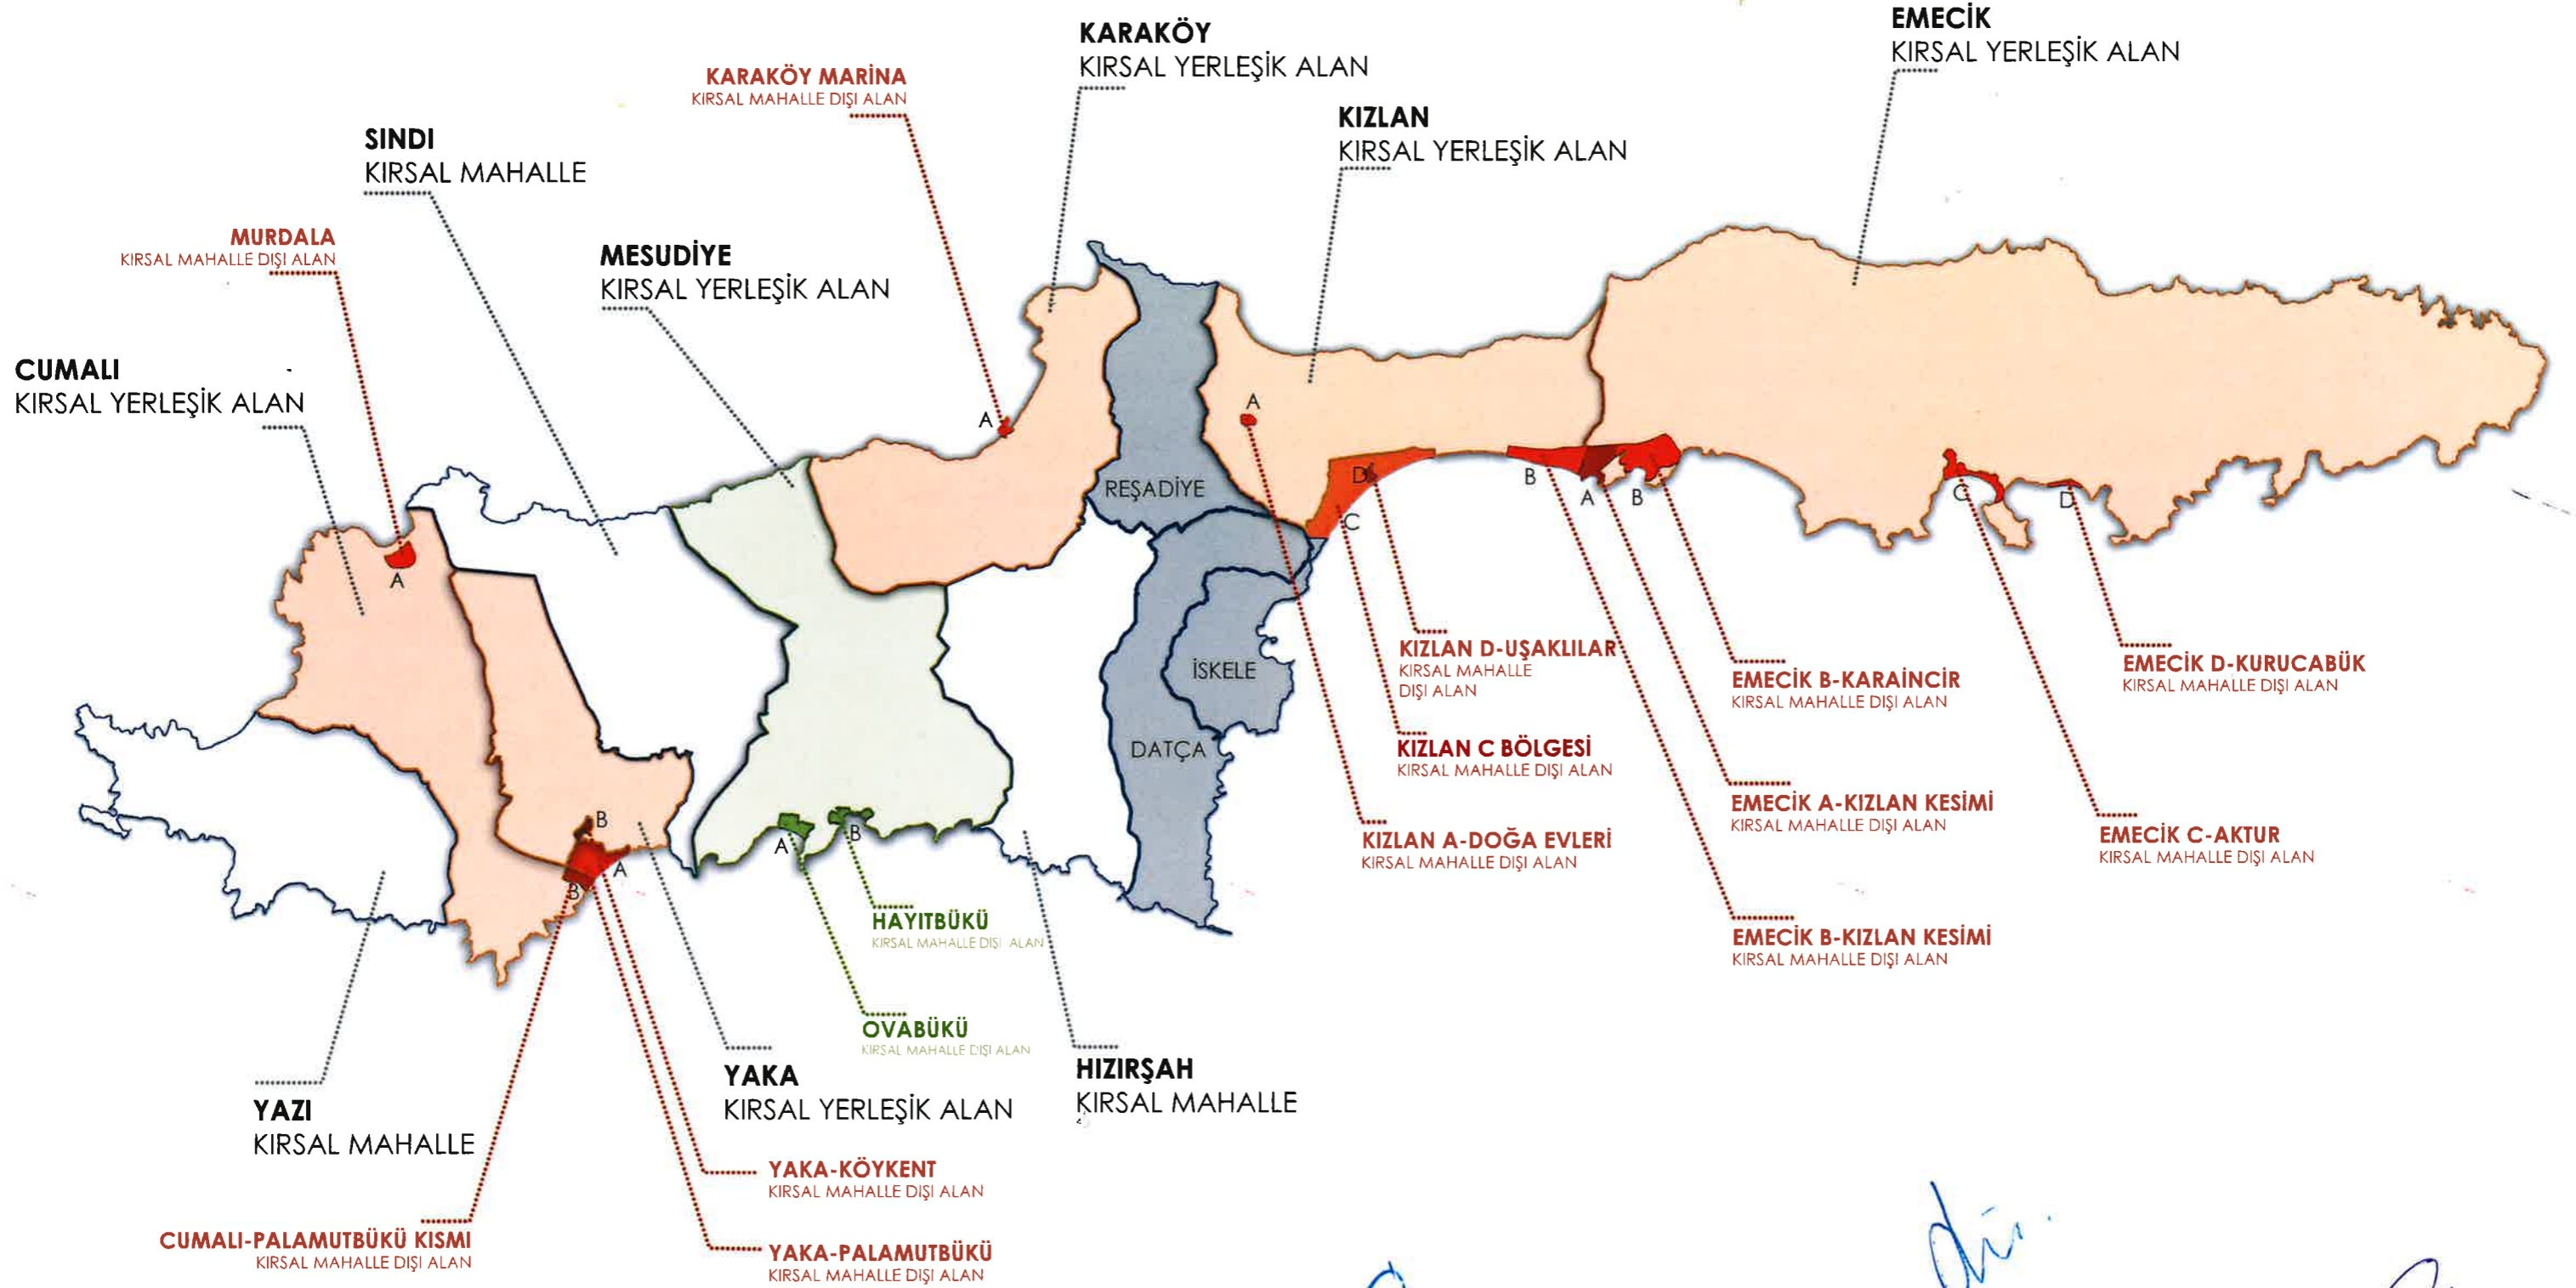 EMECİK
KIRSAL YERLEŞİK ALAN
KARAKÖY
KIRSAL YERLEŞİK ALAN
KARAKÖY MARİNA
KIRSAL MAHALLE DIŞI ALAN
KIZLAN
KIRSAL YERLEŞİK ALAN
SINDI
KIRSAL MAHALLE
MURDALA
KIRSAL MAHALLE DIŞI ALAN
MESUDİYE
KIRSAL YERLEŞİK ALAN
CUMALI
KIRSAL YERLEŞİK ALAN
A
A
A
REŞADİYE
D
C
B
A
B
C
D
İSKELE
DATÇA
KIZLAN D-UŞAKLILAR
KIRSAL MAHALLE
DIŞI ALAN
EMECİK B-KARAİNCİR
KIRSAL MAHALLE DIŞI ALAN
EMECİK D-KURUCABÜK
KIRSAL MAHALLE DIŞI ALAN
KIZLAN C BÖLGESİ
KIRSAL MAHALLE DIŞI ALAN
EMECİK A-KIZLAN KESİMİ
KIRSAL MAHALLE DIŞI ALAN
KIZLAN A-DOĞA EVLERİ
KIRSAL MAHALLE DIŞI ALAN
EMECİK C-AKTUR
KIRSAL MAHALLE DIŞI ALAN
EMECİK B-KIZLAN KESİMİ
KIRSAL MAHALLE DIŞI ALAN
B
A
B
A
B
HAYITBÜKÜ
KIRSAL MAHALLE DIŞI ALAN
OVABÜKÜ
KIRSAL MAHALLE DIŞI ALAN
YAZI
KIRSAL MAHALLE
YAKA
KIRSAL YERLEŞİK ALAN
HIZIRŞAH
KIRSAL MAHALLE
YAKA-KÖYKENT
KIRSAL MAHALLE DIŞI ALAN
CUMALI-PALAMUTBÜKÜ KISMI
KIRSAL MAHALLE DIŞI ALAN
YAKA-PALAMUTBÜKÜ
KIRSAL MAHALLE DIŞI ALAN